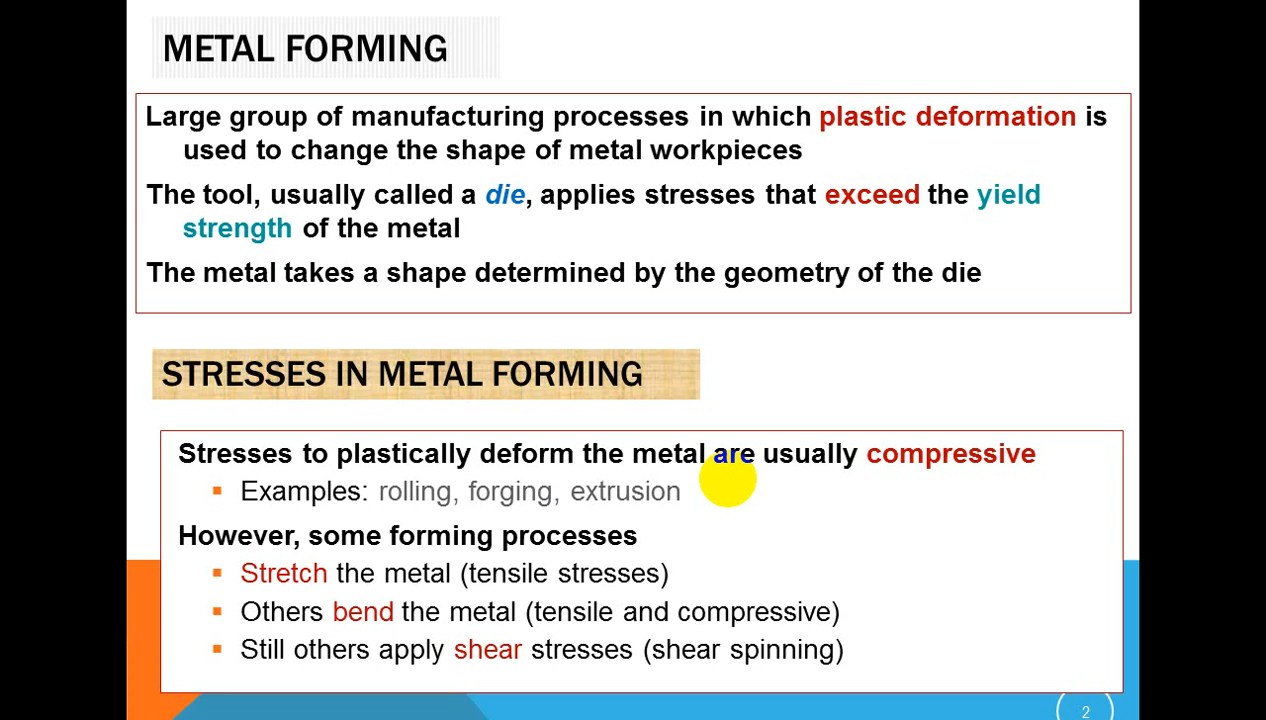 METAL FORMING
Large group of manufacturing processes in which plastic deformation is
used to change the shape of metal workpieces
The tool, usually called a die, applies stresses that exceed the yield
strength of the metal
The metal takes a shape determined by the geometry of the die
STRESSES IN METAL FORMING
Stresses to plastically deform the metal are usually compressive
▪ Examples: rolling, forging, extrusion
However, some forming processes
▪ Stretch the metal (tensile stresses)
▪ Others bend the metal (tensile and compressive)
▪ Still others apply shear stresses (shear spinning)
2